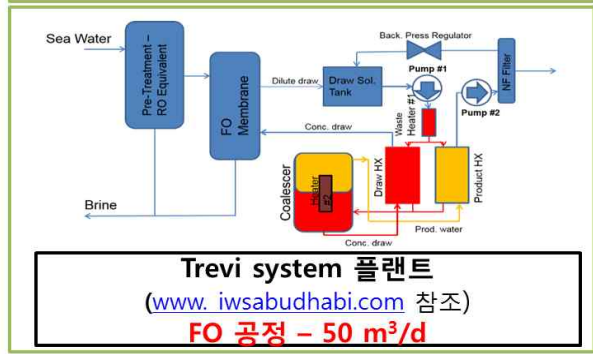 Sea Water
Pre-Treatment –
RO Equivalent
FO
Membrane
Dilute draw
Draw Sol.
Tank
Back. Press Regulator
Pump #1
Pump #2
NF Filter
Waste
Heater #1
Conc. draw
Coalescer
Heater
#2
Draw HX
Product HX
Prod. water
Conc. draw
Brine
Trevi system 플랜트
(www. iwsabudhabi.com 참조)
FO 공정 – 50 m³/d